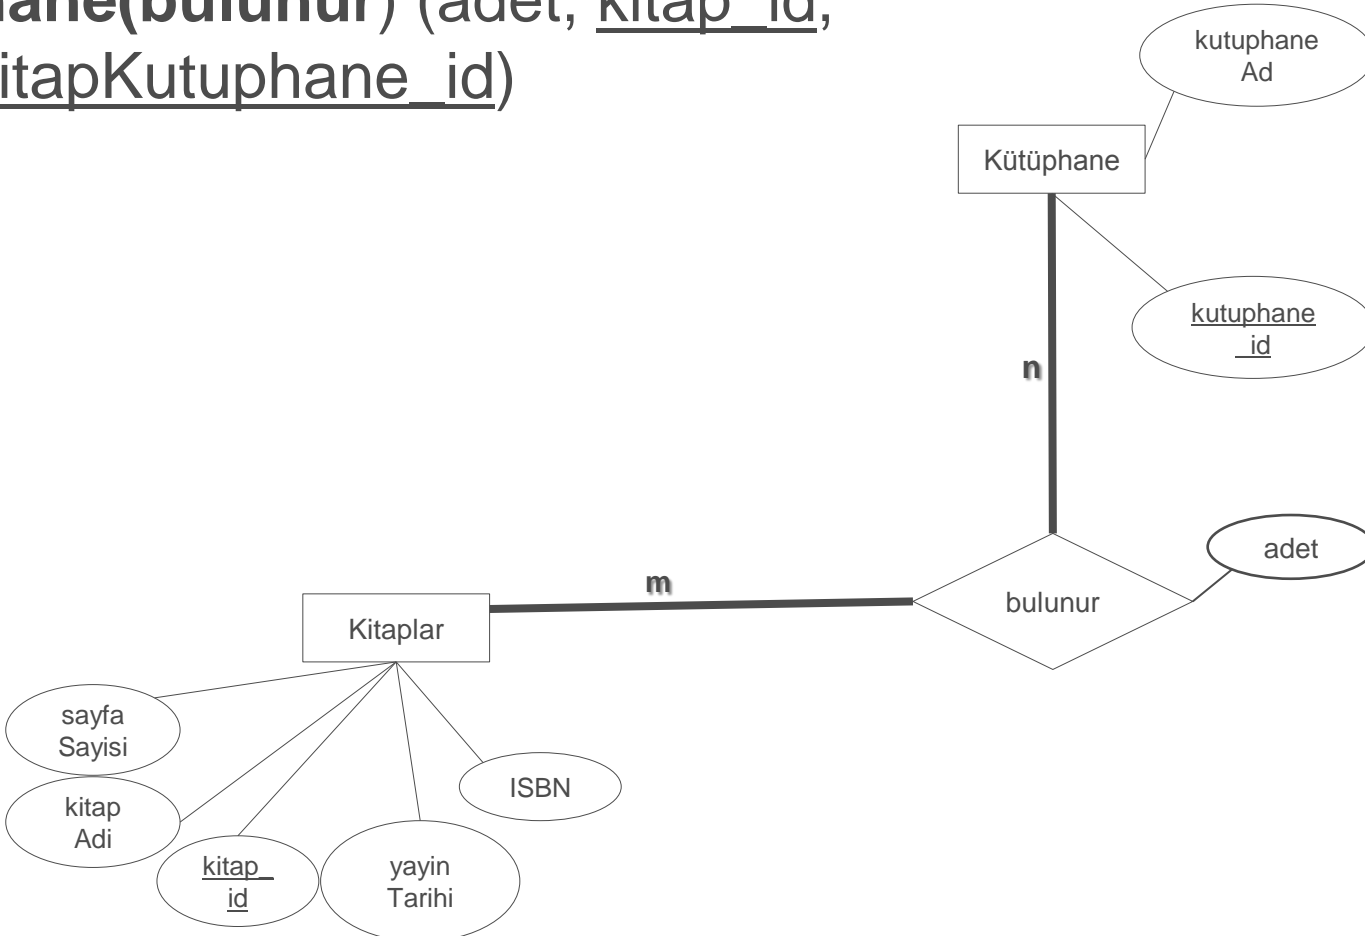 hane(bulunur) (adet, kitap_id,
itapKutuphane_id)
kutuphane
Ad
Kütüphane
kutuphane
_id
n
adet
m
bulunur
Kitaplar
sayfa
Sayisi
ISBN
kitap
Adi
kitap_
id
yayin
Tarihi